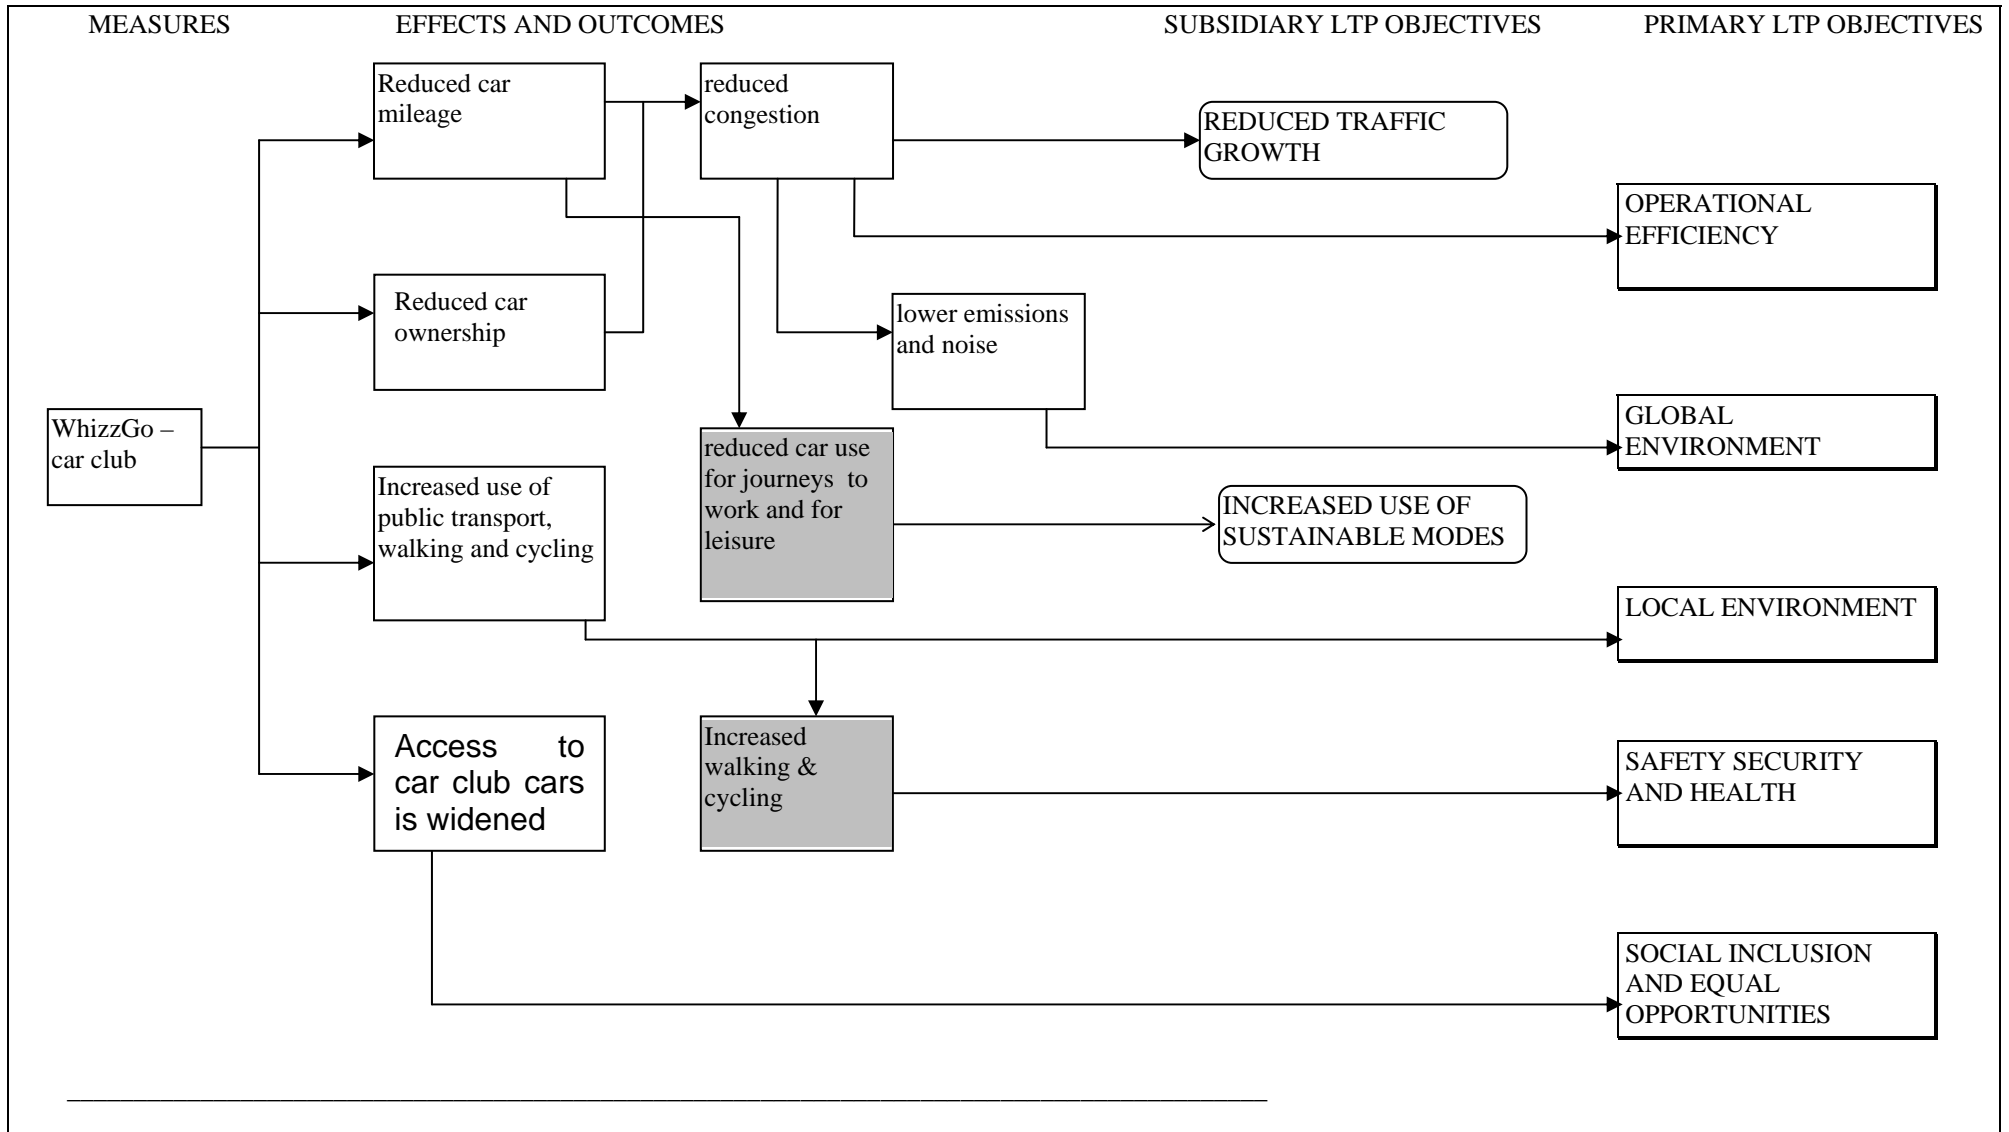 MEASURES
EFFECTS AND OUTCOMES
SUBSIDIARY LTP OBJECTIVES
PRIMARY LTP OBJECTIVES
WhizzGo –
car club
Reduced car
mileage
Reduced car
ownership
Increased use of
public transport,
walking and cycling
Access to
car club cars
is widened
reduced
congestion
lower emissions
and noise
reduced car use
for journeys  to
work and for
leisure
Increased
walking &
cycling
REDUCED TRAFFIC
GROWTH
INCREASED USE OF
SUSTAINABLE MODES
OPERATIONAL
EFFICIENCY
GLOBAL
ENVIRONMENT
LOCAL ENVIRONMENT
SAFETY SECURITY
AND HEALTH
SOCIAL INCLUSION
AND EQUAL
OPPORTUNITIES